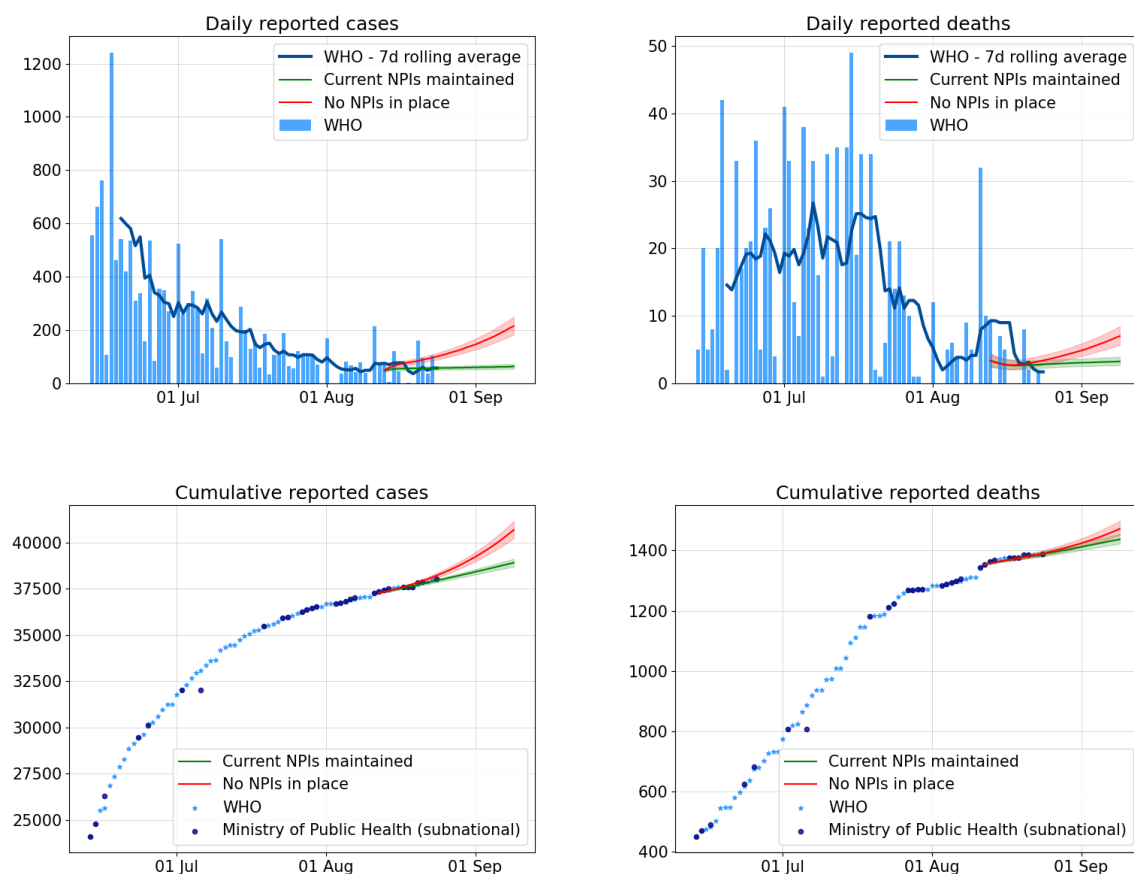 Daily reported cases
1200
1000
800
600
400
200
0
01 Jul
01 Aug
01 Sep
WHO - 7d rolling average
Current NPIs maintained
No NPIs in place
WHO
Daily reported deaths
50
40
30
20
10
0
01 Jul
01 Aug
01 Sep
WHO - 7d rolling average
Current NPIs maintained
No NPIs in place
WHO
Cumulative reported cases
40000
37500
35000
32500
30000
27500
25000
01 Jul
01 Aug
01 Sep
Current NPIs maintained
No NPIs in place
WHO
Ministry of Public Health (subnational)
Cumulative reported deaths
1400
1200
1000
800
600
400
01 Jul
01 Aug
01 Sep
Current NPIs maintained
No NPIs in place
WHO
Ministry of Public Health (subnational)